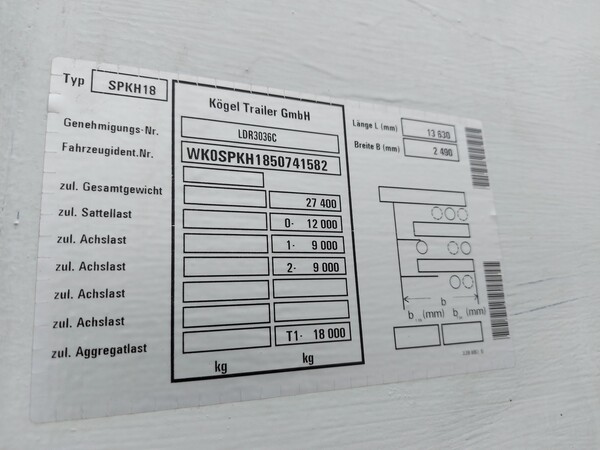 Typ SPKH18
Kögel Trailer GmbH
Genehmigungs-Nr. LDR3036C
Fahrzeugident.Nr. WK0SPKH1850741582
zul. Gesamtgewicht 27 400
zul. Sattellast 0- 12 000
zul. Achslast 1- 9 000
zul. Achslast 2- 9 000
zul. Achslast
zul. Achslast
zul. Aggregatlast T1- 18 000
kg kg
Länge L (mm) 13 630
Breite B (mm) 2 490
b
b (mm) b (mm)